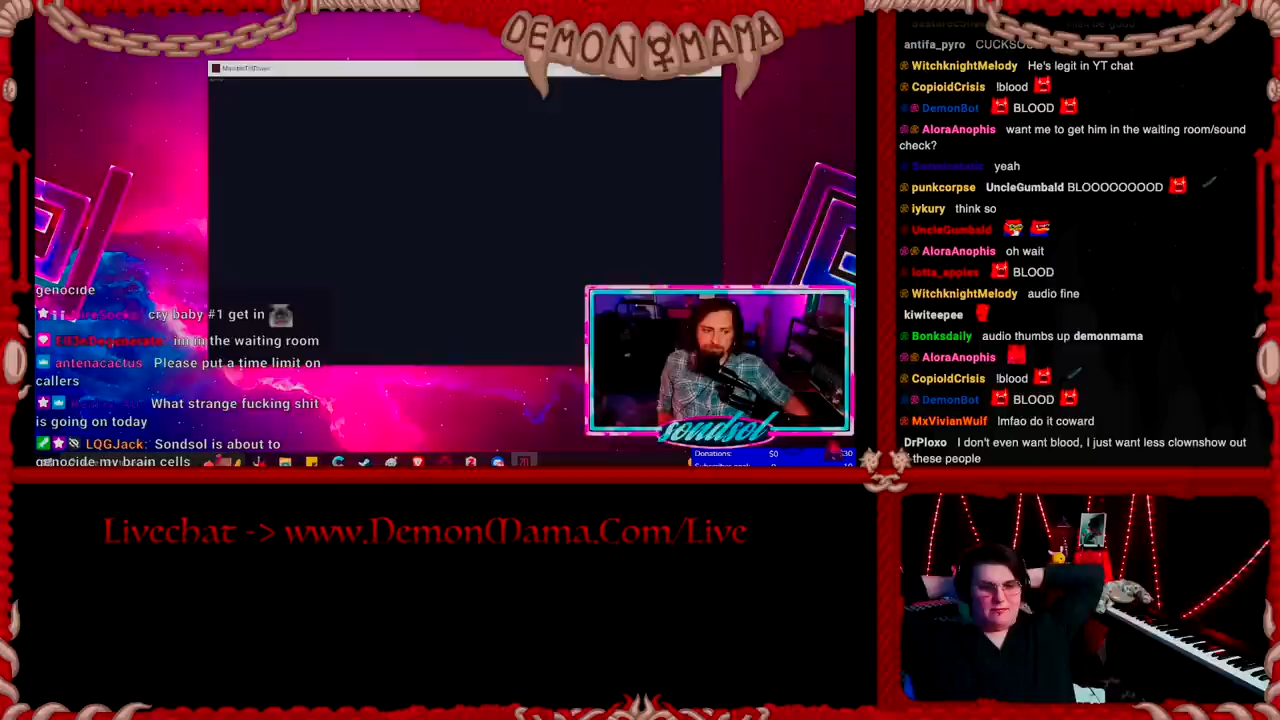 DEMON MAMA
genocide
cry baby #1 get in
im in the waiting room
antenacactus Please put a time limit on
callers
What strange fucking shit
is going on today
LQGJack: Sondsol is about to
genocide my brain cells
sondsol
Donations: $0
antifa_pyro
WitchknightMelody He's legit in YT chat
CopioidCrisis !blood
DemonBot BLOOD
AloraAnophis want me to get him in the waiting room/sound
check?
yeah
punkcorpse UncleGumbald BLOOOOOOOOD
iykury think so
UncleGumbald
AloraAnophis oh wait
lotta_apples BLOOD
WitchknightMelody audio fine
kiwiteepee
Bonksdaily audio thumbs up demonmama
AloraAnophis
CopioidCrisis !blood
DemonBot BLOOD
MxVivianWulf lmfao do it coward
DrPloxo I don't even want blood, I just want less clownshow out
these people
Livechat -> www.DemonMama.Com/Live